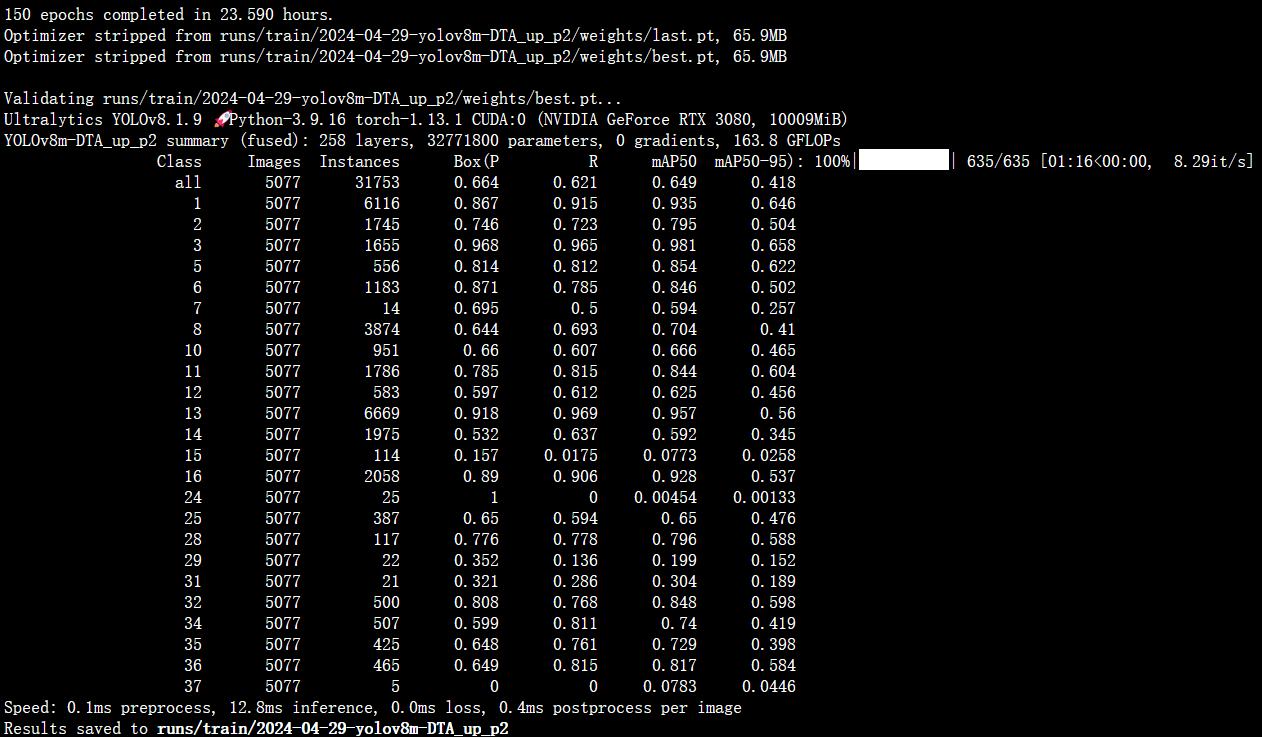 150 epochs completed in 23.590 hours.
Optimizer stripped from runs/train/2024-04-29-yolov8m-DTA_up_p2/weights/last.pt, 65.9MB
Optimizer stripped from runs/train/2024-04-29-yolov8m-DTA_up_p2/weights/best.pt, 65.9MB
Validating runs/train/2024-04-29-yolov8m-DTA_up_p2/weights/best.pt...
Ultralytics YOLOv8.1.9 🚀Python-3.9.16 torch-1.13.1 CUDA:0 (NVIDIA GeForce RTX 3080, 10009MiB)
YOLOv8m-DTA_up_p2 summary (fused): 258 layers, 32771800 parameters, 0 gradients, 163.8 GFLOPs
Class Images Instances Box(P R mAP50 mAP50-95): 100%|██████████| 635/635 [01:16<00:00, 8.29it/s]
all 5077 31753 0.664 0.621 0.649 0.418
1 5077 6116 0.867 0.915 0.935 0.646
2 5077 1745 0.746 0.723 0.795 0.504
3 5077 1655 0.968 0.965 0.981 0.658
5 5077 556 0.814 0.812 0.854 0.622
6 5077 1183 0.871 0.785 0.846 0.502
7 5077 14 0.695 0.5 0.594 0.257
8 5077 3874 0.644 0.693 0.704 0.41
10 5077 951 0.66 0.607 0.666 0.465
11 5077 1786 0.785 0.815 0.844 0.604
12 5077 583 0.597 0.612 0.625 0.456
13 5077 6669 0.918 0.969 0.957 0.56
14 5077 1975 0.532 0.637 0.592 0.345
15 5077 114 0.157 0.0175 0.0773 0.0258
16 5077 2058 0.89 0.906 0.928 0.537
24 5077 25 1 0 0.00454 0.00133
25 5077 387 0.65 0.594 0.65 0.476
28 5077 117 0.776 0.778 0.796 0.588
29 5077 22 0.352 0.136 0.199 0.152
31 5077 21 0.321 0.286 0.304 0.189
32 5077 500 0.808 0.768 0.848 0.598
34 5077 507 0.599 0.811 0.74 0.419
35 5077 425 0.648 0.761 0.729 0.398
36 5077 465 0.649 0.815 0.817 0.584
37 5077 5 0 0 0.0783 0.0446
Speed: 0.1ms preprocess, 12.8ms inference, 0.0ms loss, 0.4ms postprocess per image
Results saved to runs/train/2024-04-29-yolov8m-DTA_up_p2